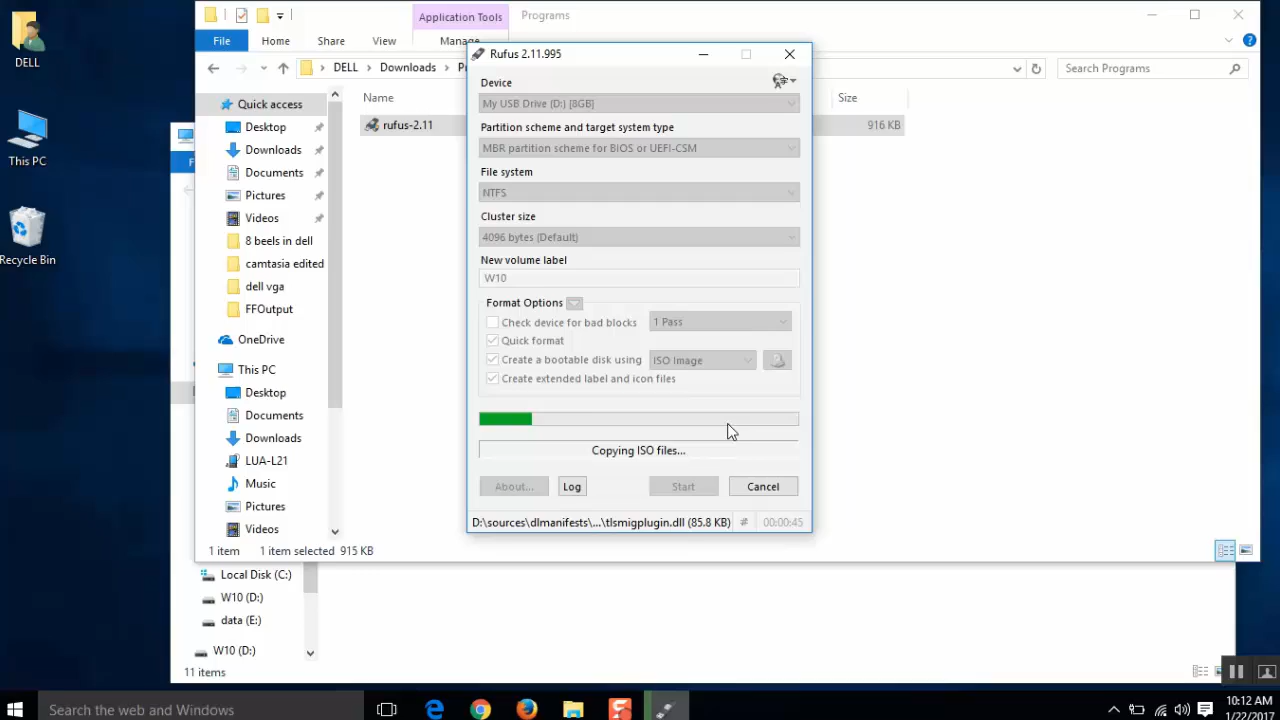 DELL
This PC
Recycle Bin
Application Tools
Programs
File
Home
Share
View
Manage
DELL
Downloads
Search Programs
Name
Size
rufus-2.11
916 KB
Quick access
Desktop
Downloads
Documents
Pictures
Videos
8 beels in dell
camtasia edited
dell vga
FFOutput
OneDrive
This PC
Desktop
Documents
Downloads
LUA-L21
Music
Pictures
Videos
1 item
1 item selected 915 KB
Local Disk (C:)
W10 (D:)
data (E:)
W10 (D:)
11 items
Rufus 2.11.995
Device
My USB Drive (D:) [8GB]
Partition scheme and target system type
MBR partition scheme for BIOS or UEFI-CSM
File system
NTFS
Cluster size
4096 bytes (Default)
New volume label
W10
Format Options
Check device for bad blocks
1 Pass
Quick format
Create a bootable disk using
ISO Image
Create extended label and icon files
Copying ISO files...
About...
Log
Start
Cancel
D:\sources\dlmanifests\...\tlsmigplugin.dll (85.8 KB)
#
00:00:45
Search the web and Windows
10:12 AM
1/22/2017